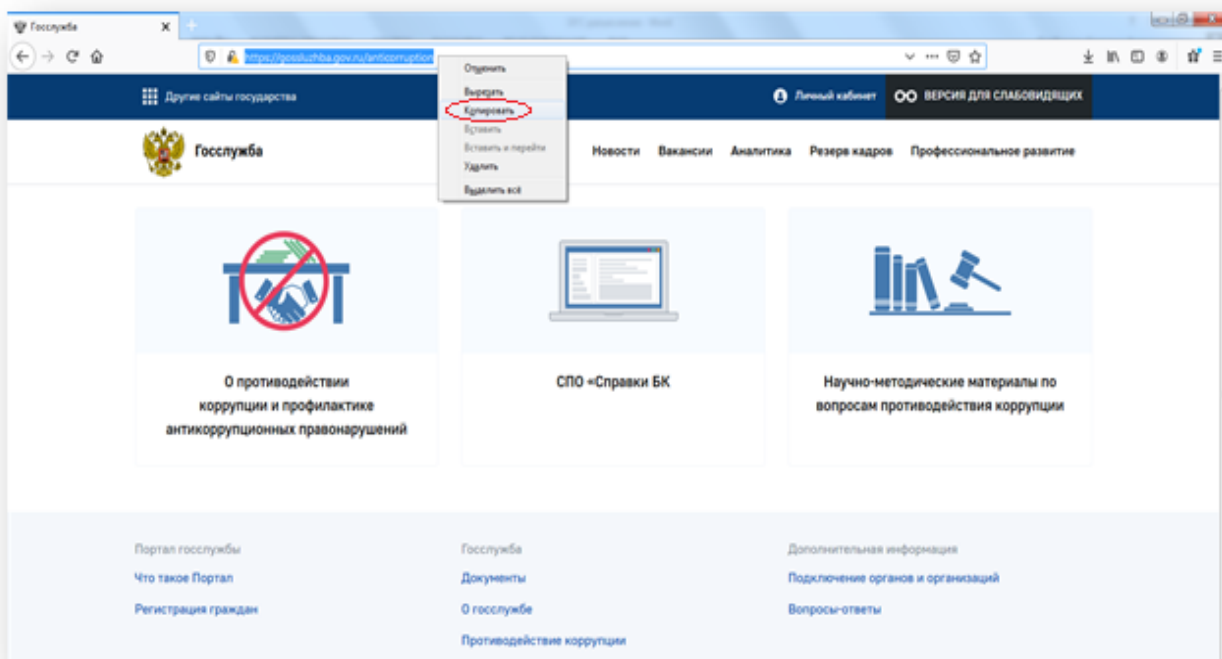 Госслужба
https://gossluzhba.gov.ru/anticorruption
Отменить
Вырезать
Копировать
Вставить
Вставить и перейти
Удалить
Выделить всё
Другие сайты государства
Личный кабинет
ВЕРСИЯ ДЛЯ СЛАБОВИДЯЩИХ
Госслужба
Новости Вакансии Аналитика Резерв кадров Профессиональное развитие
О противодействии
коррупции и профилактике
антикоррупционных правонарушений
СПО «Справки БК
Научно-методические материалы по
вопросам противодействия коррупции
Портал госслужбы
Что такое Портал
Регистрация граждан
Госслужба
Документы
О госслужбе
Противодействие коррупции
Дополнительная информация
Подключение органов и организаций
Вопросы-ответы